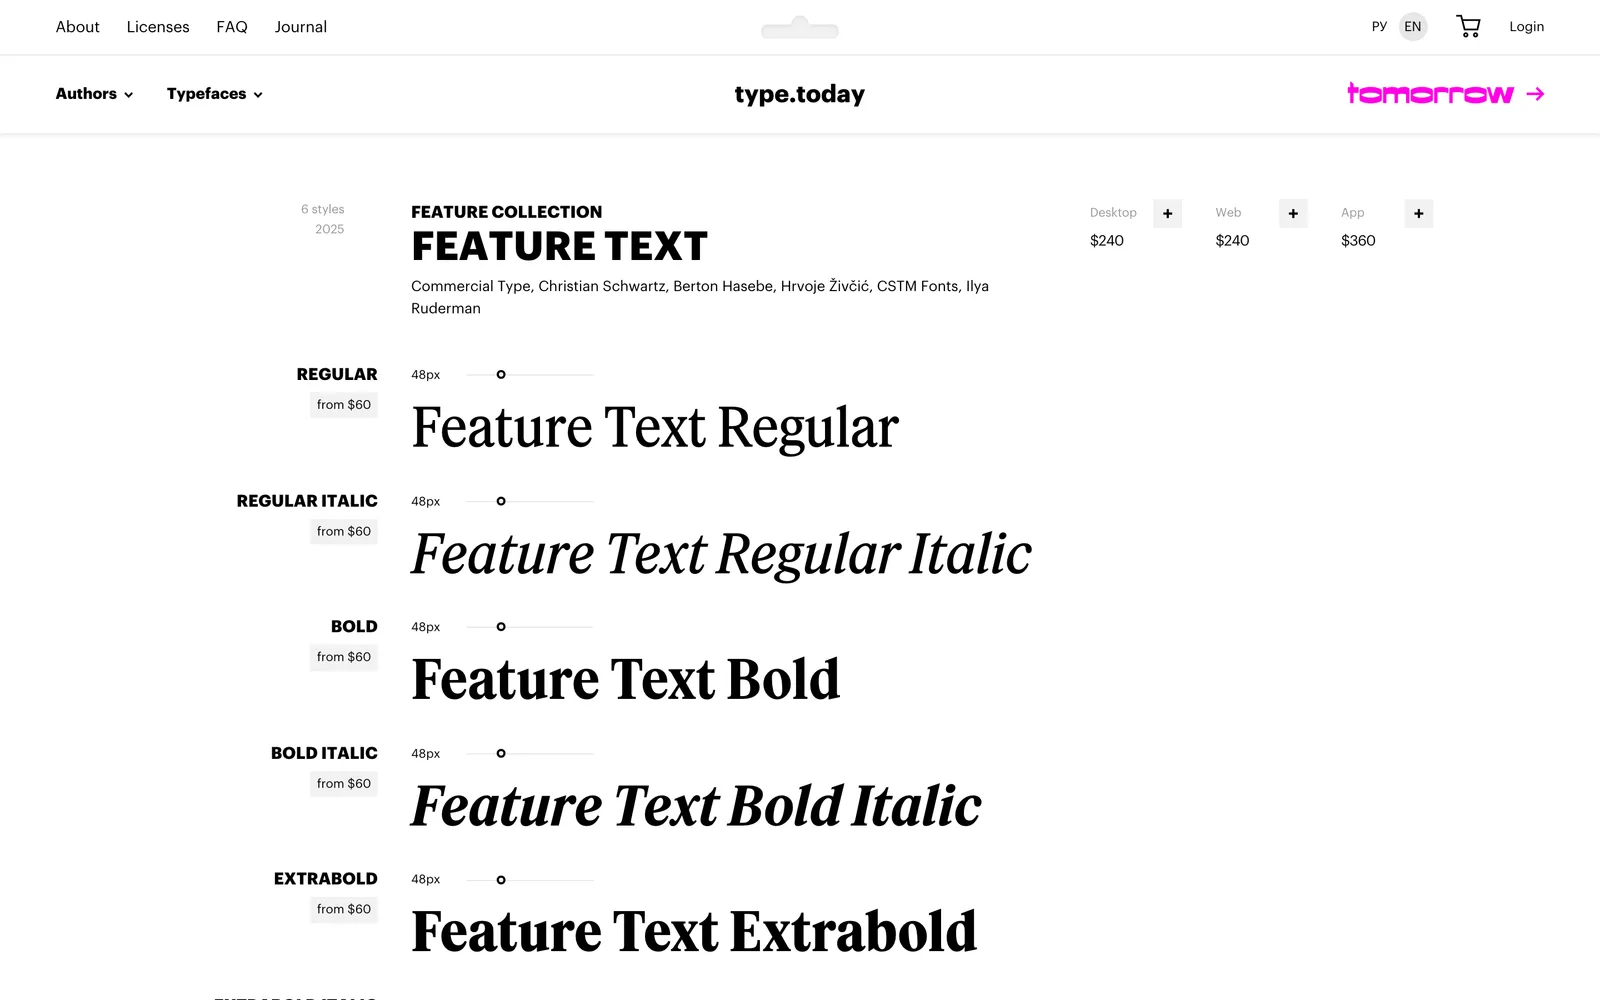 About Licenses FAQ Journal
РУ EN Login
Authors Typefaces
type.today
tomorrow →
6 styles
2025
FEATURE COLLECTION
FEATURE TEXT
Commercial Type, Christian Schwartz, Berton Hasebe, Hrvoje Živčić, CSTM Fonts, Ilya
Ruderman
Desktop + Web + App +
$240 $240 $360
REGULAR 48px
from $60
Feature Text Regular
REGULAR ITALIC 48px
from $60
Feature Text Regular Italic
BOLD 48px
from $60
Feature Text Bold
BOLD ITALIC 48px
from $60
Feature Text Bold Italic
EXTRABOLD 48px
from $60
Feature Text Extrabold